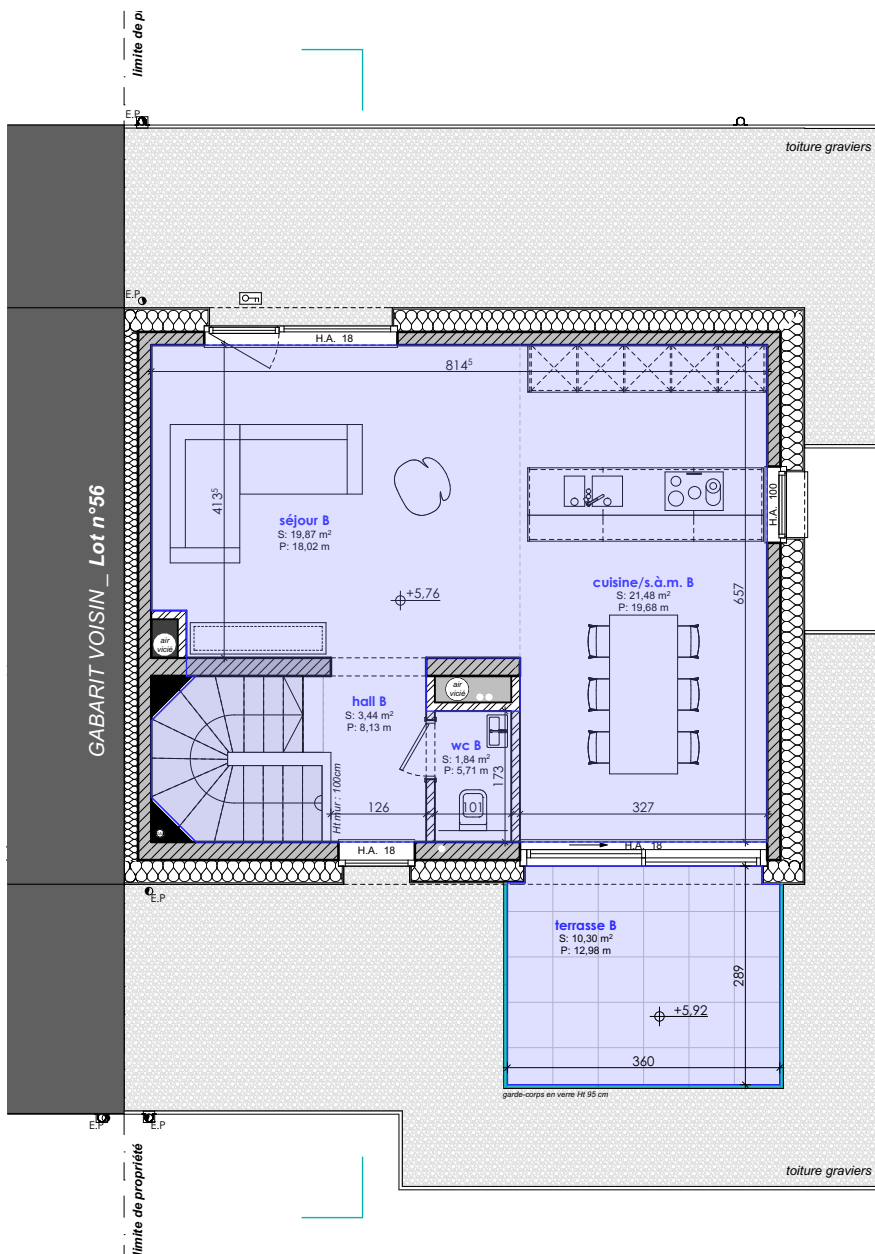 limite de p
E.P
toiture graviers
E.P
H.A. 18
814⁵
413⁵
GABARIT VOISIN_ Lot n°56
séjour B
S: 19,87 m²
P: 18,02 m
H.A. 100
cuisine/s.à.m. B
S: 21,48 m²
P: 19,68 m
657
+5,76
air
vicié
air
vicié
hall B
S: 3,44 m²
P: 8,13 m
wc B
S: 1,84 m²
P: 5,71 m
173
Ht mur : 100cm
126
101
327
H.A. 18
H.A. 18
E.P
terrasse B
S: 10,30 m²
P: 12,98 m
289
+5,92
360
garde-corps en verre Ht 95 cm
E.P
E.P
limite de propriété
toiture graviers